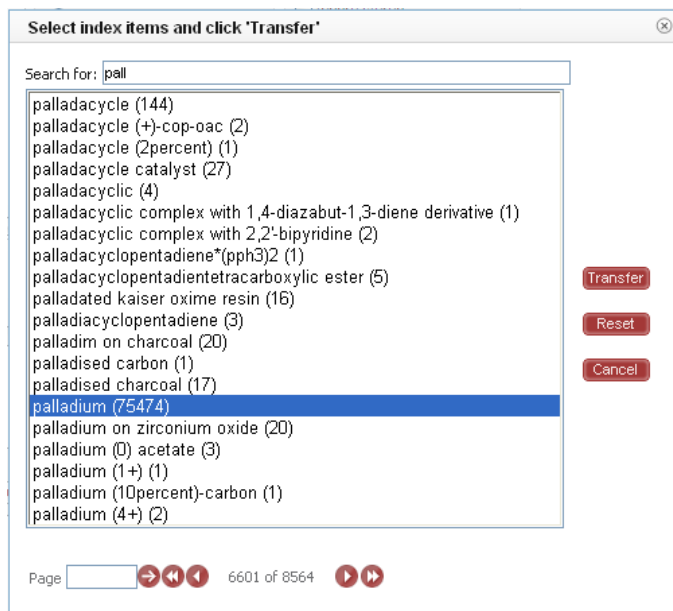 Select index items and click 'Transfer'
Search for: pall
palladacycle (144)
palladacycle (+)-cop-oac (2)
palladacycle (2percent) (1)
palladacycle catalyst (27)
palladacyclic (4)
palladacyclic complex with 1,4-diazabut-1,3-diene derivative (1)
palladacyclic complex with 2,2'-bipyridine (2)
palladacyclopentadiene*(pph3)2 (1)
palladacyclopentadientetracarboxylic ester (5)
palladated kaiser oxime resin (16)
palladiacyclopentadiene (3)
palladim on charcoal (20)
palladised carbon (1)
palladised charcoal (17)
palladium (75474)
palladium on zirconium oxide (20)
palladium (0) acetate (3)
palladium (1+) (1)
palladium (10percent)-carbon (1)
palladium (4+) (2)
Transfer
Reset
Cancel
Page 6601 of 8564